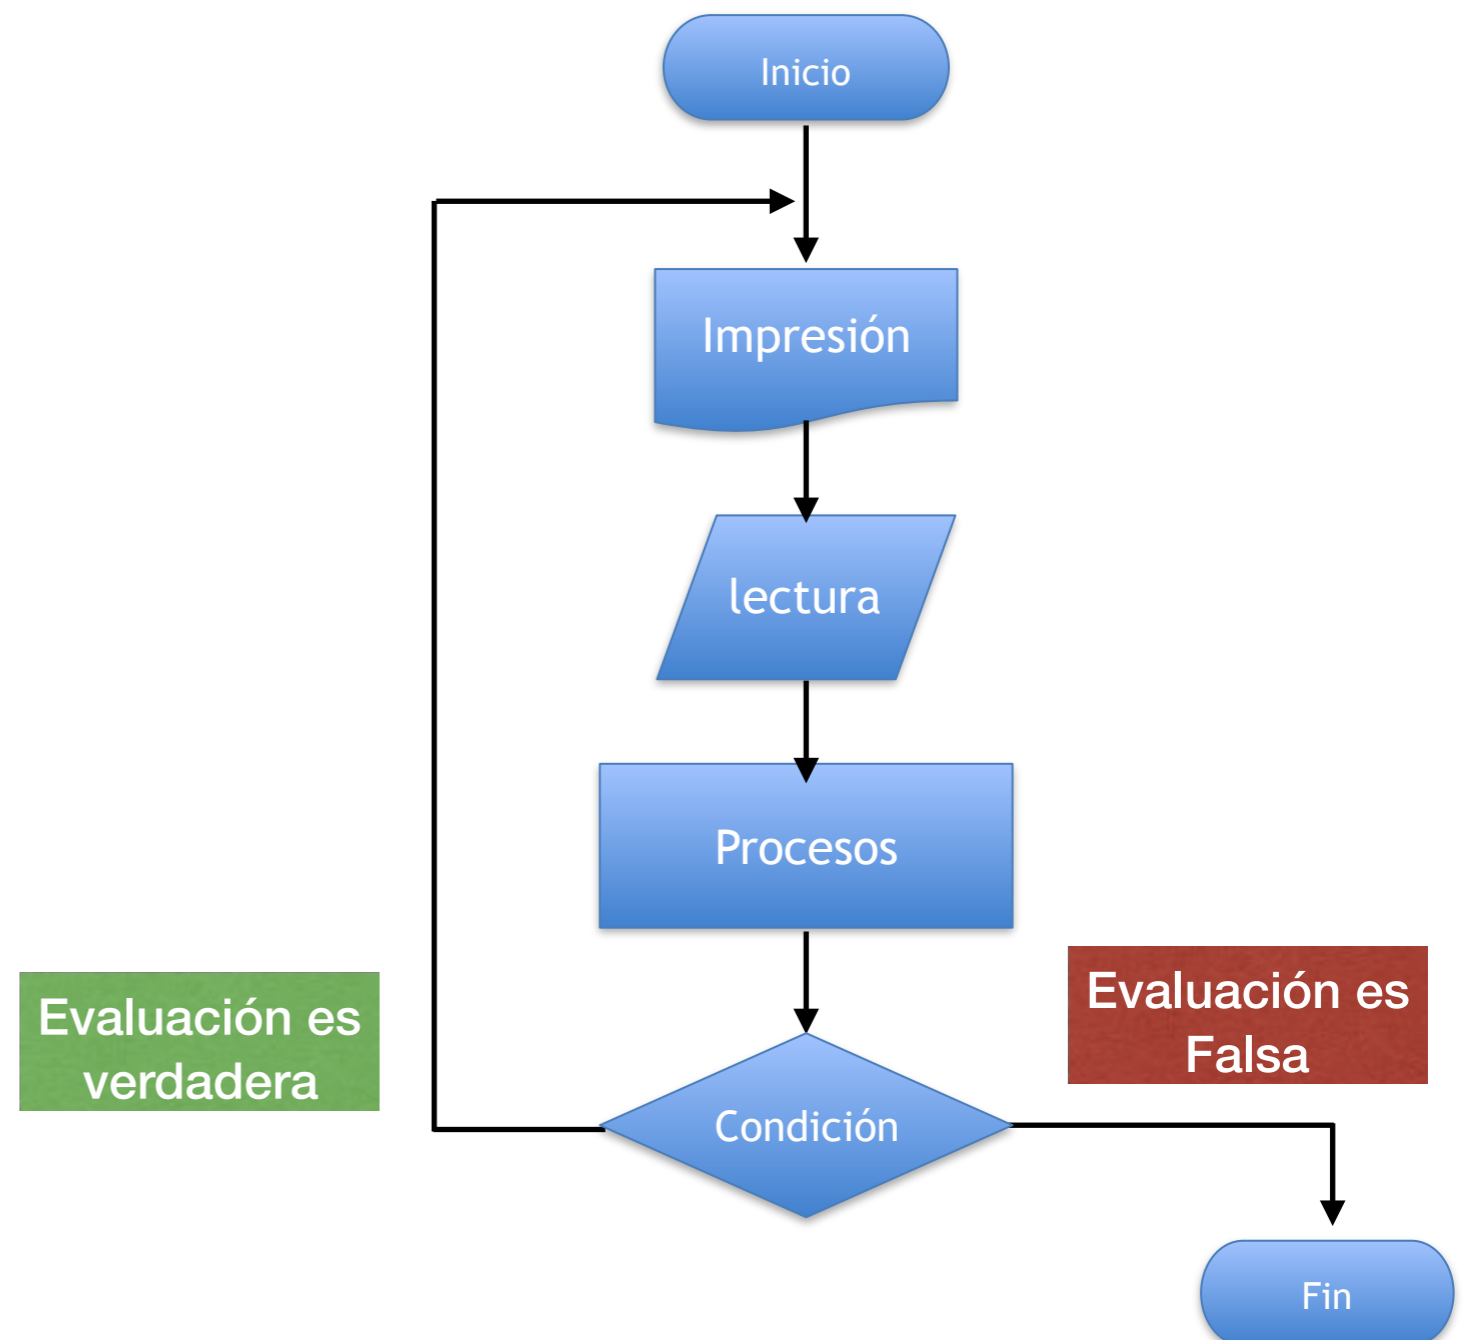 Inicio
Impresión
lectura
Procesos
Evaluación es
verdadera
Evaluación es
Falsa
Condición
Fin